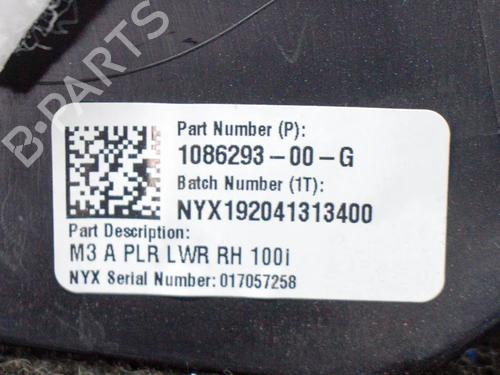 B-PARTS
Part Number (P):
1086293-00-G
Batch Number (1T):
NYX192041313400
Part Description:
M3 A PLR LWR RH 100i
NYX Serial Number: 017057258